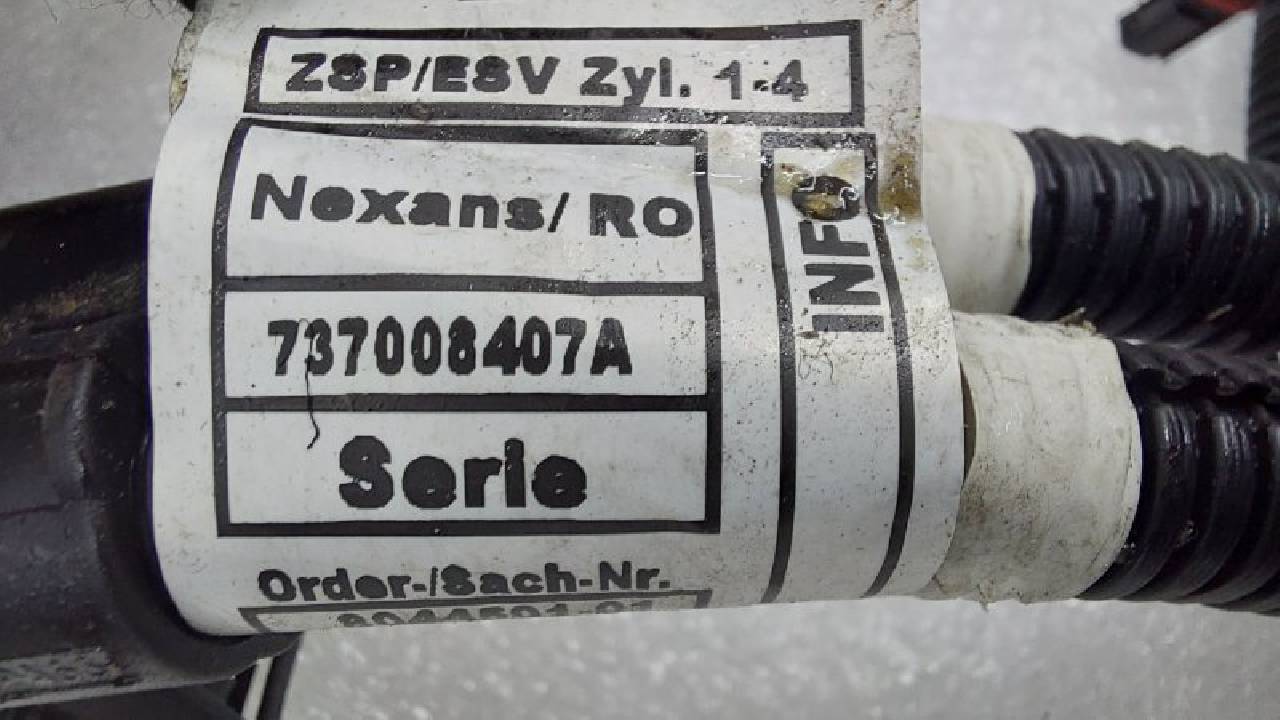 ZSP/ESV Zyl. 1-4
Nexans/ RO
INFO
737008407A
Serie
Order-/Sach-Nr.